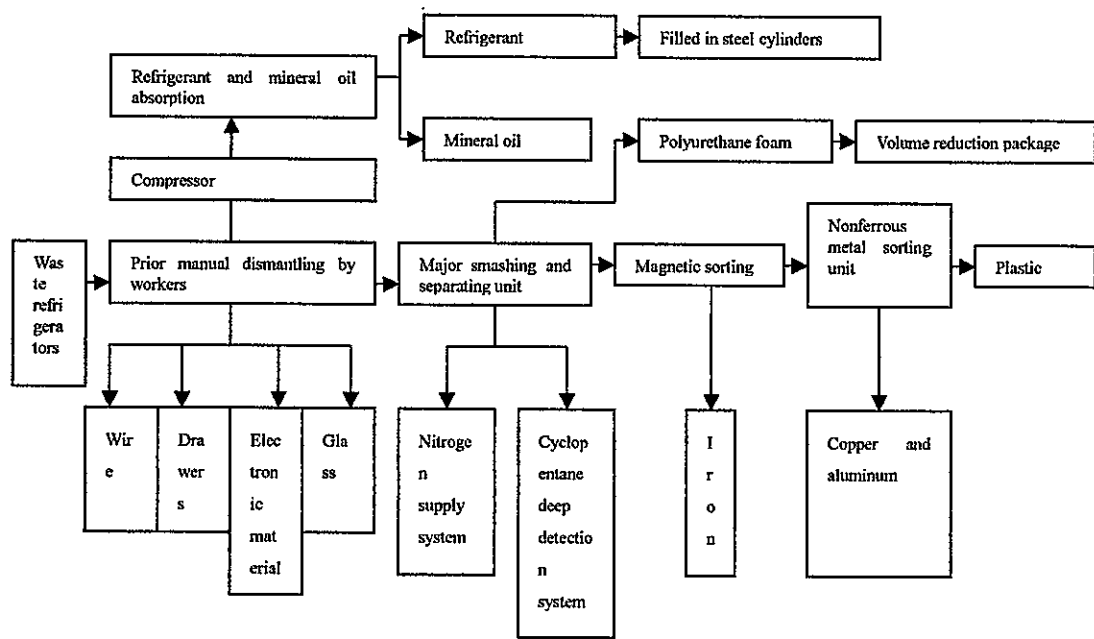 Refrigerant
Filled in steel cylinders
Refrigerant and mineral oil
absorption
Mineral oil
Polyurethane foam
Volume reduction package
Compressor
Was
te
refri
gera
tors
Prior manual dismantling by
workers
Major smashing and
separating unit
Magnetic sorting
Nonferrous
metal sorting
unit
Plastic
Wir
e
Dra
wer
s
Elec
tron
ic
mat
erial
Gla
ss
Nitroge
n
supply
system
Cyclop
entane
deep
detectio
n
system
I
r
o
n
Copper and
aluminum